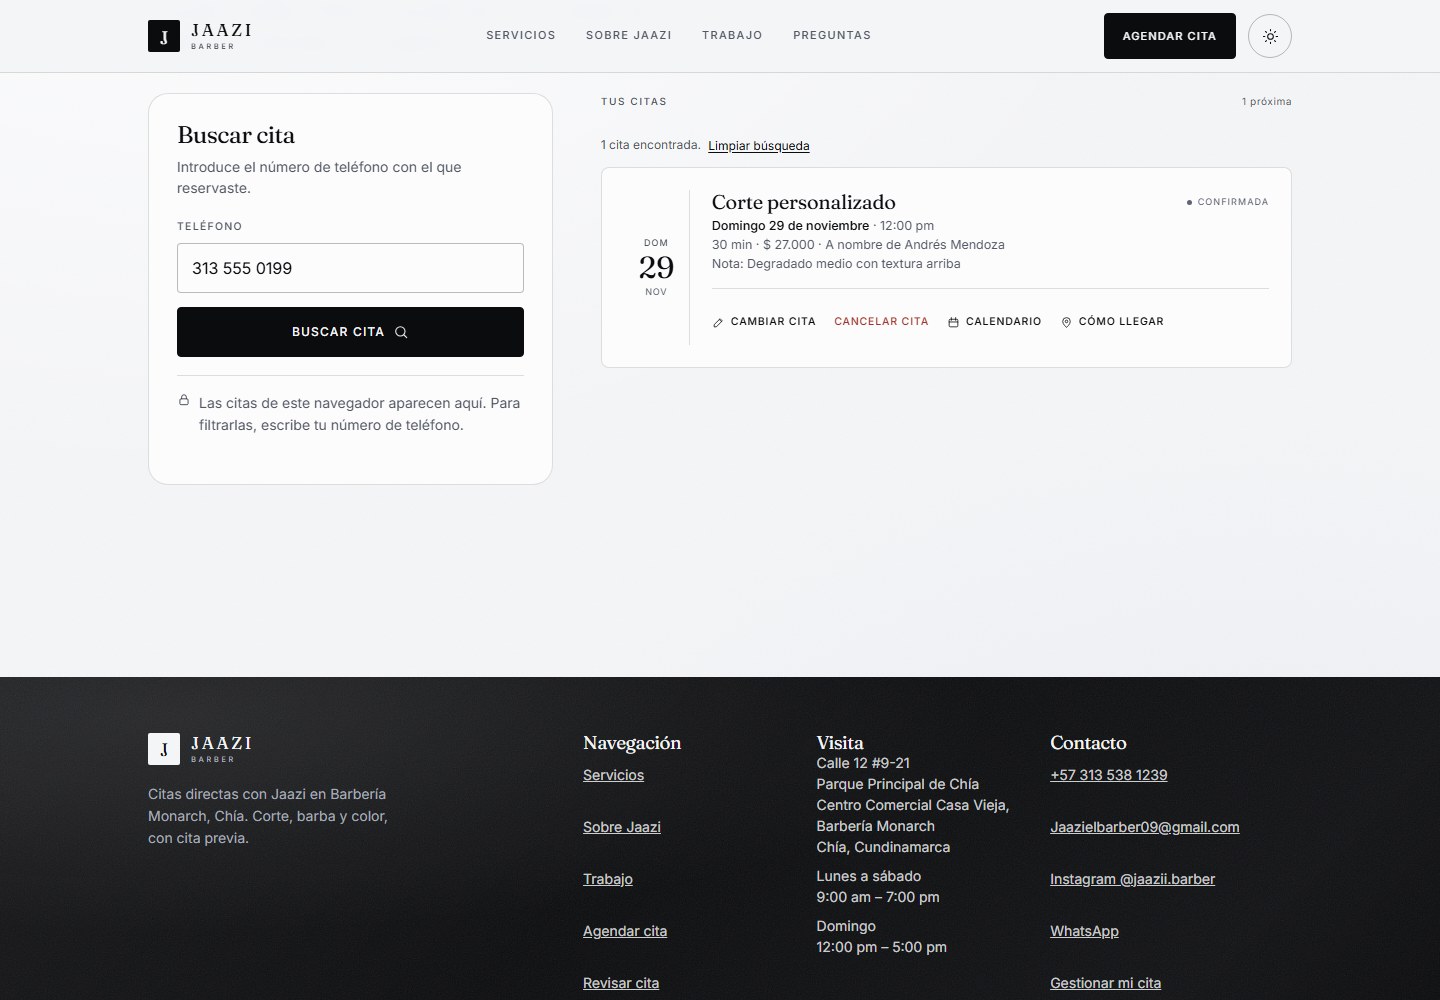 J
JAAZI
BARBER
SERVICIOS
SOBRE JAAZI
TRABAJO
PREGUNTAS
AGENDAR CITA
Buscar cita
Introduce el número de teléfono con el que
reservaste.
TELÉFONO
313 555 0199
BUSCAR CITA
Las citas de este navegador aparecen aquí. Para
filtrarlas, escribe tu número de teléfono.
TUS CITAS
1 próxima
1 cita encontrada. Limpiar búsqueda
DOM
29
NOV
Corte personalizado
CONFIRMADA
Domingo 29 de noviembre · 12:00 pm
30 min · $ 27.000 · A nombre de Andrés Mendoza
Nota: Degradado medio con textura arriba
CAMBIAR CITA
CANCELAR CITA
CALENDARIO
CÓMO LLEGAR
J
JAAZI
BARBER
Citas directas con Jaazi en Barbería
Monarch, Chía. Corte, barba y color,
con cita previa.
Navegación
Servicios
Sobre Jaazi
Trabajo
Agendar cita
Revisar cita
Visita
Calle 12 #9-21
Parque Principal de Chía
Centro Comercial Casa Vieja,
Barbería Monarch
Chía, Cundinamarca
Lunes a sábado
9:00 am – 7:00 pm
Domingo
12:00 pm – 5:00 pm
Contacto
+57 313 538 1239
Jaazielbarber09@gmail.com
Instagram @jaazii.barber
WhatsApp
Gestionar mi cita